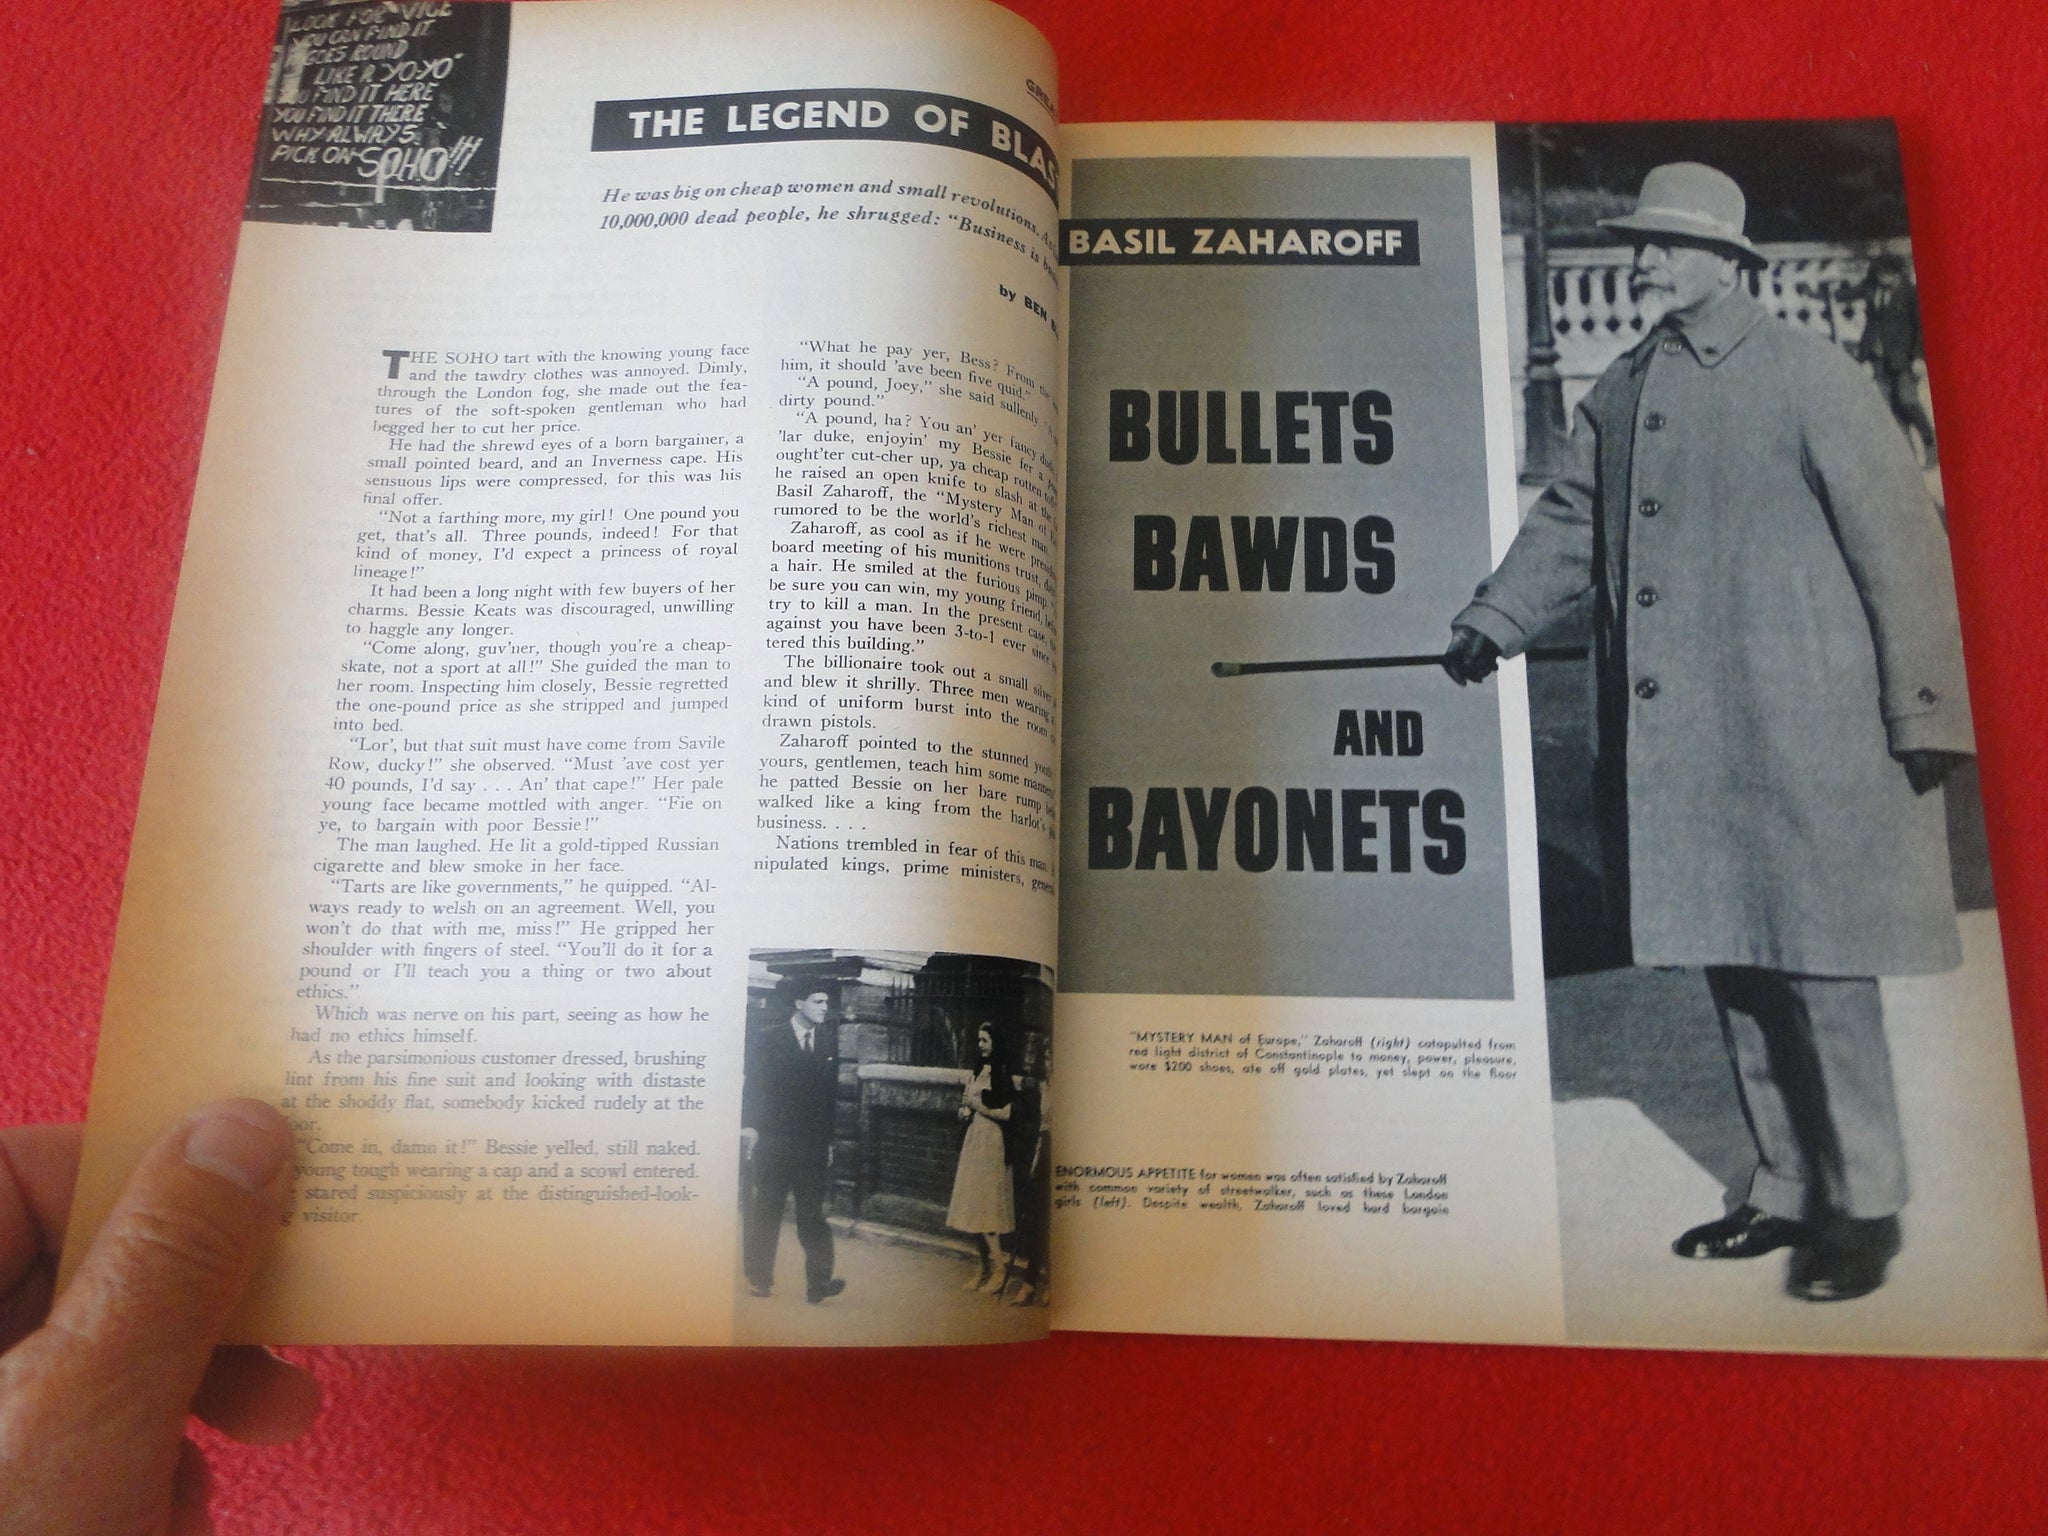 LOOK FOR VICE
YOU CAN FIND IT
GOES ROUND
LIKE A "YO-YO"
YOU FIND IT HERE
YOU FIND IT THERE
WHY ALWAYS
PICK ON SOHO!!!
THE LEGEND OF
He was big on cheap women and small revolutions.
10,000,000 dead people, he shrugged: "Business is
by BEN
THE SOHO tart with the knowing young face
and the tawdry clothes was annoyed. Dimly,
through the London fog, she made out the fea-
tures of the soft-spoken gentleman who had
begged her to cut her price.
He had the shrewd eyes of a born bargainer, a
small pointed beard, and an Inverness cape. His
sensuous lips were compressed, for this was his
final offer.
"Not a farthing more, my girl! One pound you
get, that's all. Three pounds, indeed! For that
kind of money, I'd expect a princess of royal
lineage!"
It had been a long night with few buyers of her
charms. Bessie Keats was discouraged, unwilling
to haggle any longer.
"Come along, guv'ner, though you're a cheap-
skate, not a sport at all!" She guided the man to
her room. Inspecting him closely, Bessie regretted
the one-pound price as she stripped and jumped
into bed.
"Lor', but that suit must have come from Savile
Row, ducky!" she observed. "Must 'ave cost yer
40 pounds, I'd say . . . An' that cape!" Her pale
young face became mottled with anger. "Fie on
ye, to bargain with poor Bessie!"
The man laughed. He lit a gold-tipped Russian
cigarette and blew smoke in her face.
"Tarts are like governments," he quipped. "Al-
ways ready to welsh on an agreement. Well, you
won't do that with me, miss!" He gripped her
shoulder with fingers of steel. "You'll do it for a
pound or I'll teach you a thing or two about
ethics."
Which was nerve on his part, seeing as how he
had no ethics himself.
As the parsimonious customer dressed, brushing
lint from his fine suit and looking with distaste
at the shoddy flat, somebody kicked rudely at the
oor.
"Come in, damn it!" Bessie yelled, still naked.
young tough wearing a cap and a scowl entered.
stared suspiciously at the distinguished-look-
g visitor.
"What he pay yer, Bess? From the
him, it should 'ave been five quid."
"A pound, Joey," she said sullenly.
dirty pound."
"A pound, ha? You an' yer fancy
'lar duke, enjoyin' my Bessie fer a
ought'ter cut-cher up, ya cheap rotten
he raised an open knife to slash at the
Basil Zaharoff, the "Mystery Man of
rumored to be the world's richest man.
Zaharoff, as cool as if he were
board meeting of his munitions trust,
a hair. He smiled at the furious pimp.
be sure you can win, my young friend,
try to kill a man. In the present case,
against you have been 3-to-1 ever since
tered this building."
The billionaire took out a small
and blew it shrilly. Three men wearing
kind of uniform burst into the room
drawn pistols.
Zaharoff pointed to the stunned
yours, gentlemen, teach him some
he patted Bessie on her bare rump
walked like a king from the harlot's
business. . . .
Nations trembled in fear of this man.
nipulated kings, prime ministers,
BASIL ZAHAROFF
BULLETS
BAWDS
AND
BAYONETS
"MYSTERY MAN of Europe," Zaharoff (right) catapulted from
red light district of Constantinople to money, power, pleasure,
wore $200 shoes, ate off gold plates, yet slept on the floor
ENORMOUS APPETITE for women was often satisfied by Zaharoff
with common variety of streetwalker, such as these London
girls (left). Despite wealth, Zaharoff loved hard bargain